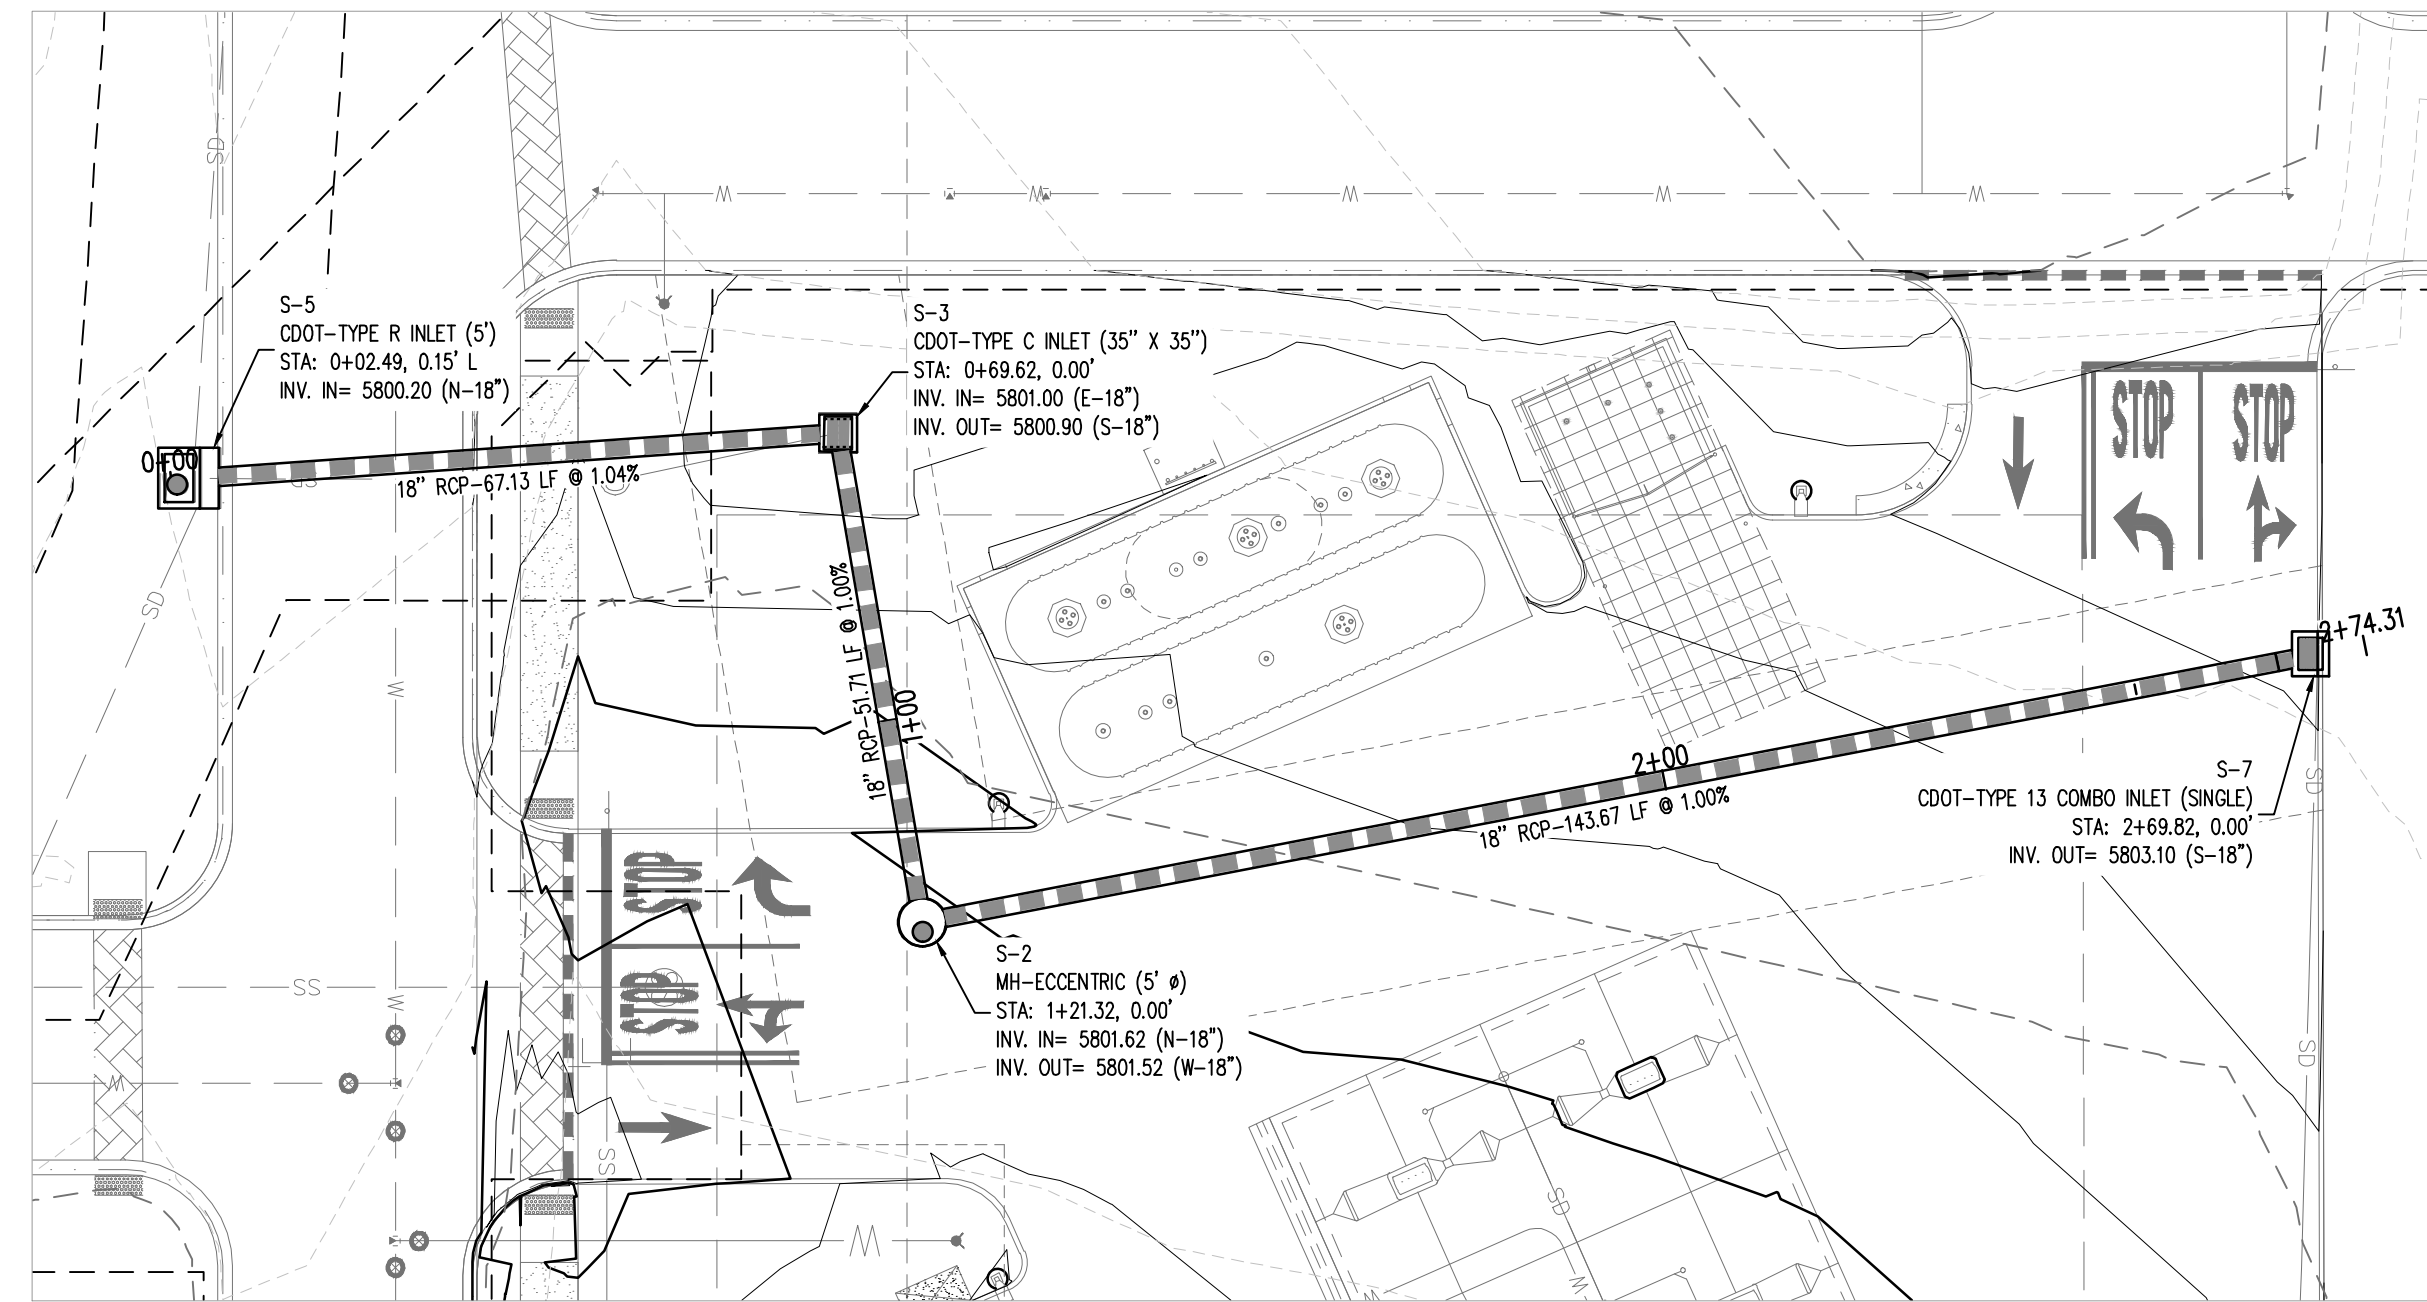 SD
W
W
W
W
W
S-5
CDOT-TYPE R INLET (5')
STA: 0+02.49, 0.15' L
INV. IN= 5800.20 (N-18")
S-3
CDOT-TYPE C INLET (35" X 35")
STA: 0+69.62, 0.00'
INV. IN= 5801.00 (E-18")
INV. OUT= 5800.90 (S-18")
STOP
STOP
0+00
SD
18" RCP-67.13 LF @ 1.04%
SD
18" RCP-51.71 LF @ 1.00%
1+00
W
2+74.31
2+00
18" RCP-143.67 LF @ 1.00%
S-7
CDOT-TYPE 13 COMBO INLET (SINGLE)
STA: 2+69.82, 0.00'
INV. OUT= 5803.10 (S-18")
SD
STOP
STOP
S-2
MH-ECCENTRIC (5' ø)
STA: 1+21.32, 0.00'
INV. IN= 5801.62 (N-18")
INV. OUT= 5801.52 (W-18")
SS
W
W
SD
SS
SD
W
W
W